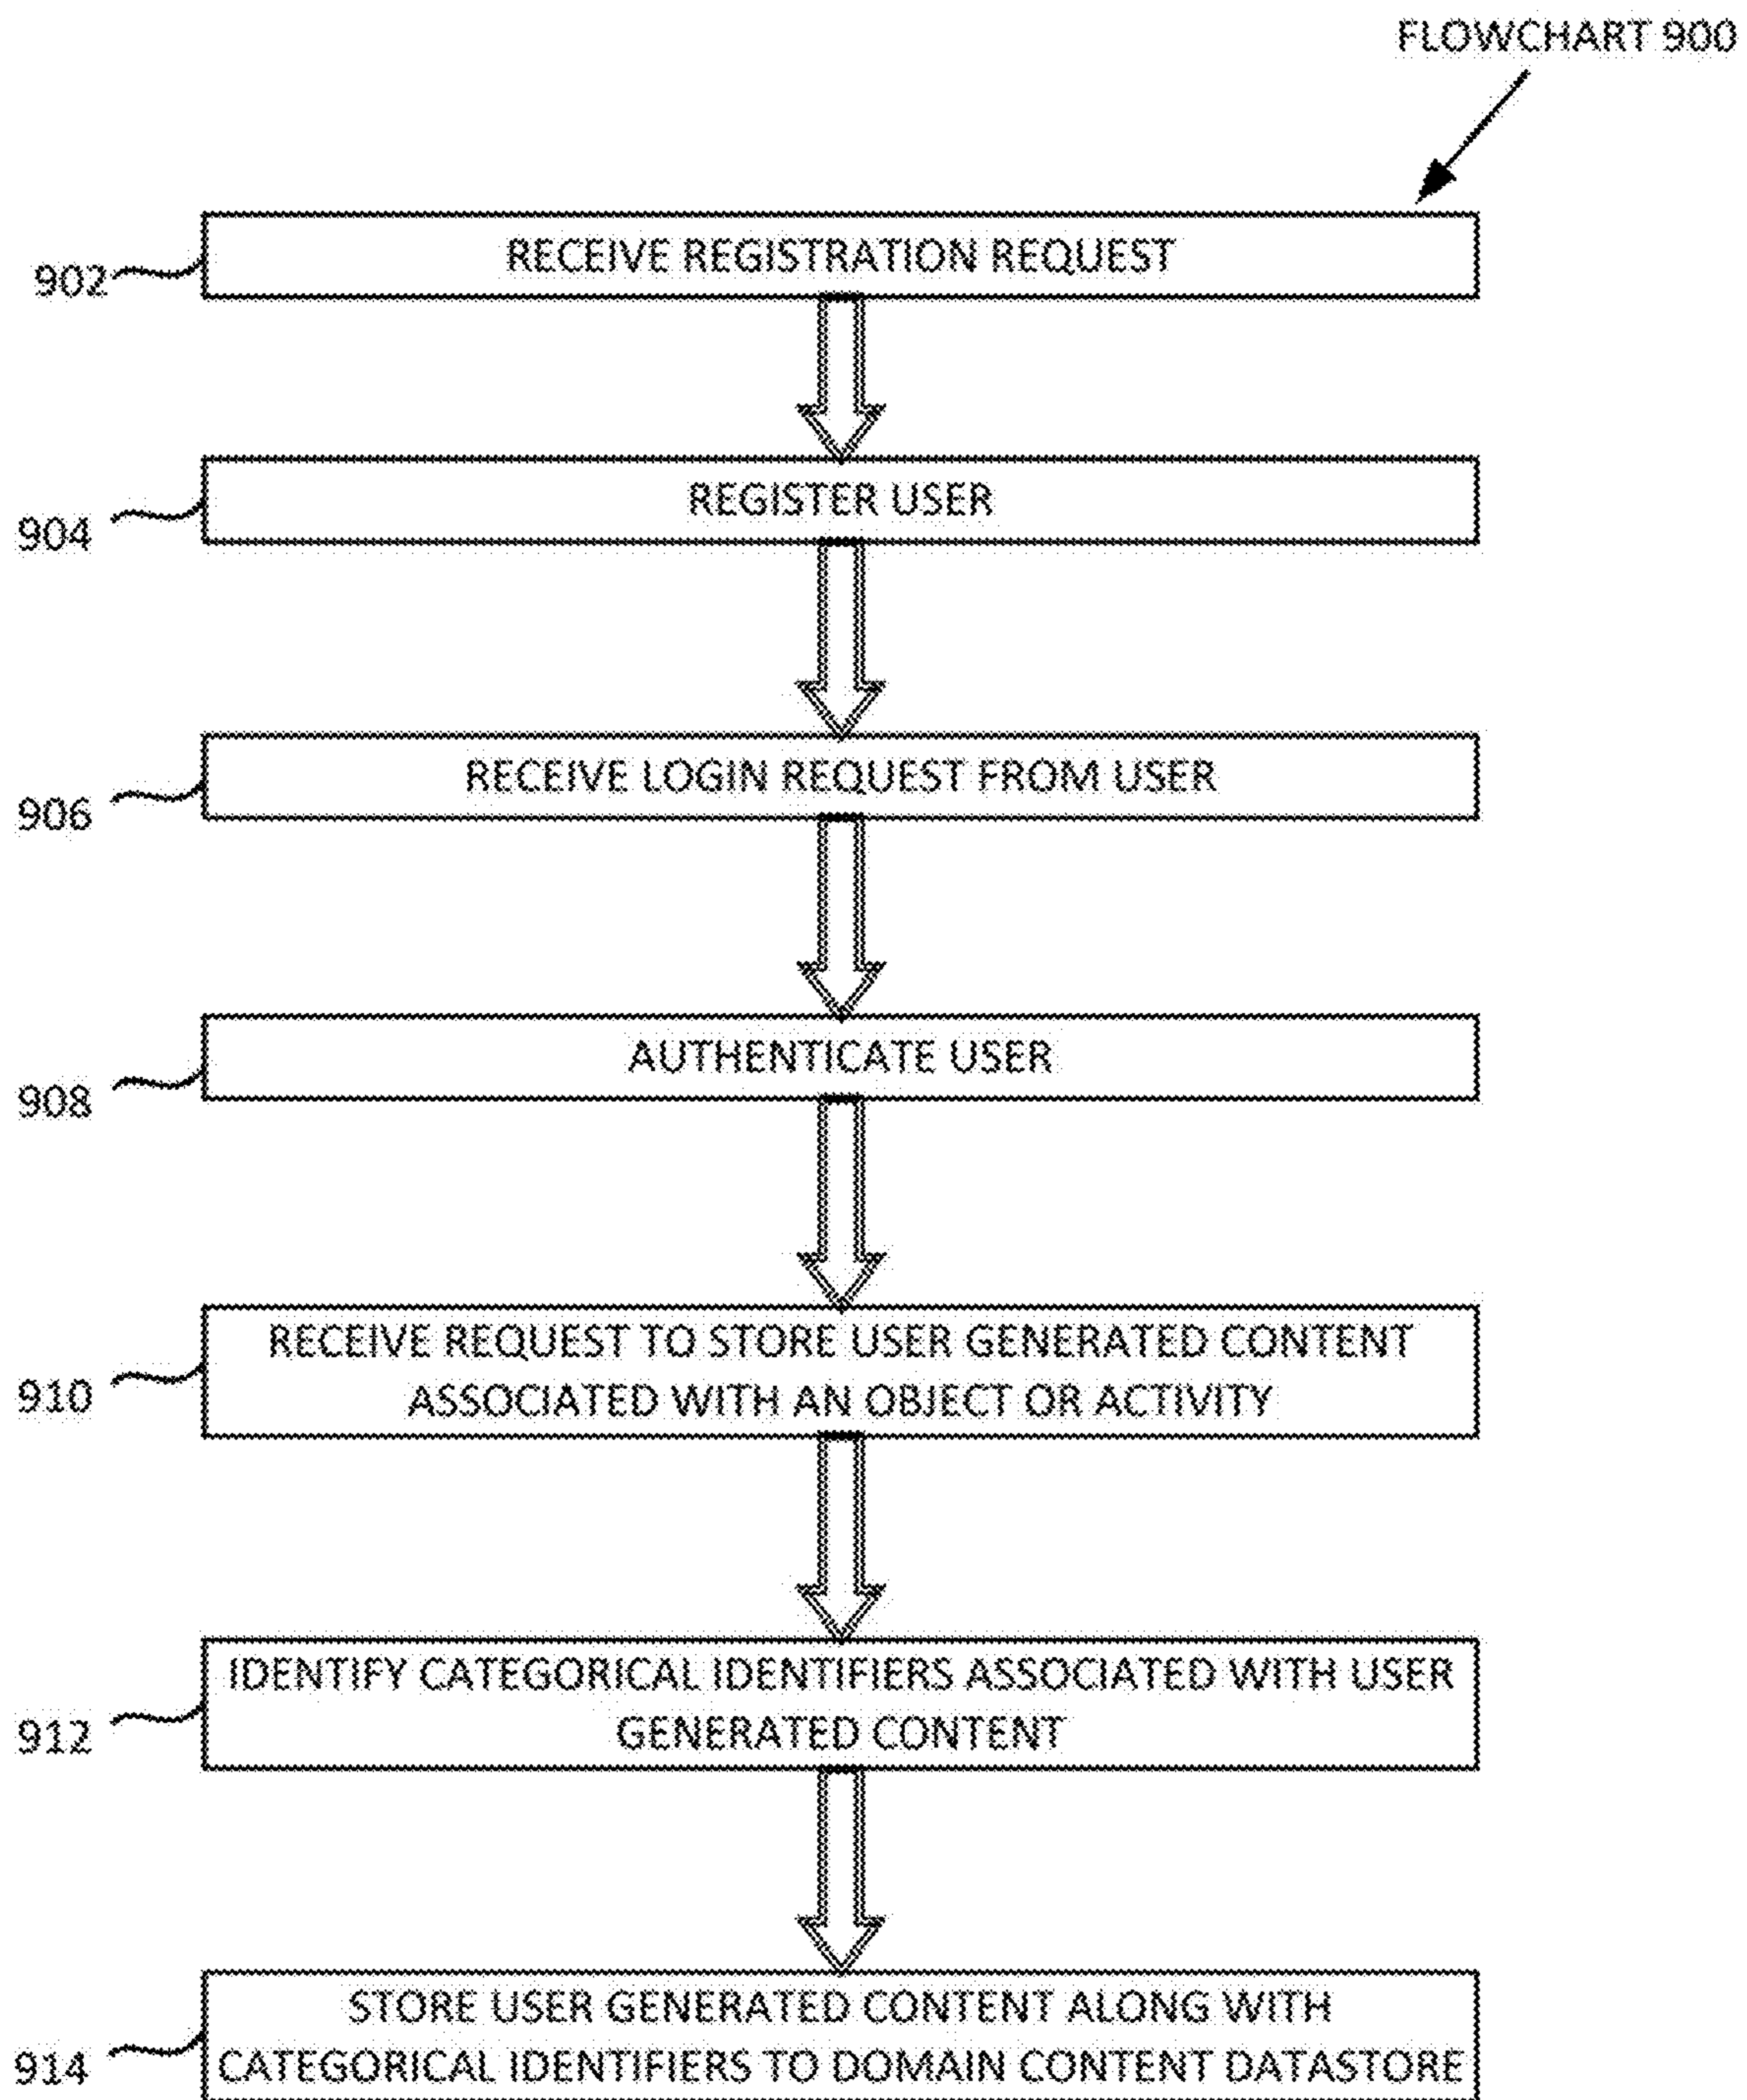 FLOWCHART 900
902
RECEIVE REGISTRATION REQUEST
904
REGISTER USER
906
RECEIVE LOGIN REQUEST FROM USER
908
AUTHENTICATE USER
910
RECEIVE REQUEST TO STORE USER GENERATED CONTENT
ASSOCIATED WITH AN OBJECT OR ACTIVITY
912
IDENTIFY CATEGORICAL IDENTIFIERS ASSOCIATED WITH USER
GENERATED CONTENT
914
STORE USER GENERATED CONTENT ALONG WITH
CATEGORICAL IDENTIFIERS TO DOMAIN CONTENT DATASTORE